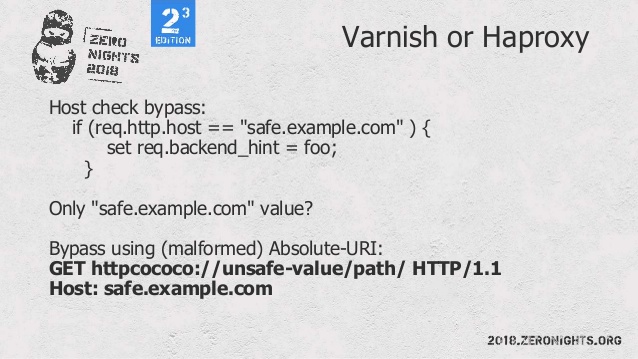 ZERO
NIGHTS
2018
2³
EDITION
Varnish or Haproxy
Host check bypass:
if (req.http.host == "safe.example.com" ) {
set req.backend_hint = foo;
}
Only "safe.example.com" value?
Bypass using (malformed) Absolute-URI:
GET httpcococo://unsafe-value/path/ HTTP/1.1
Host: safe.example.com
2018.ZERONIGHTS.ORG